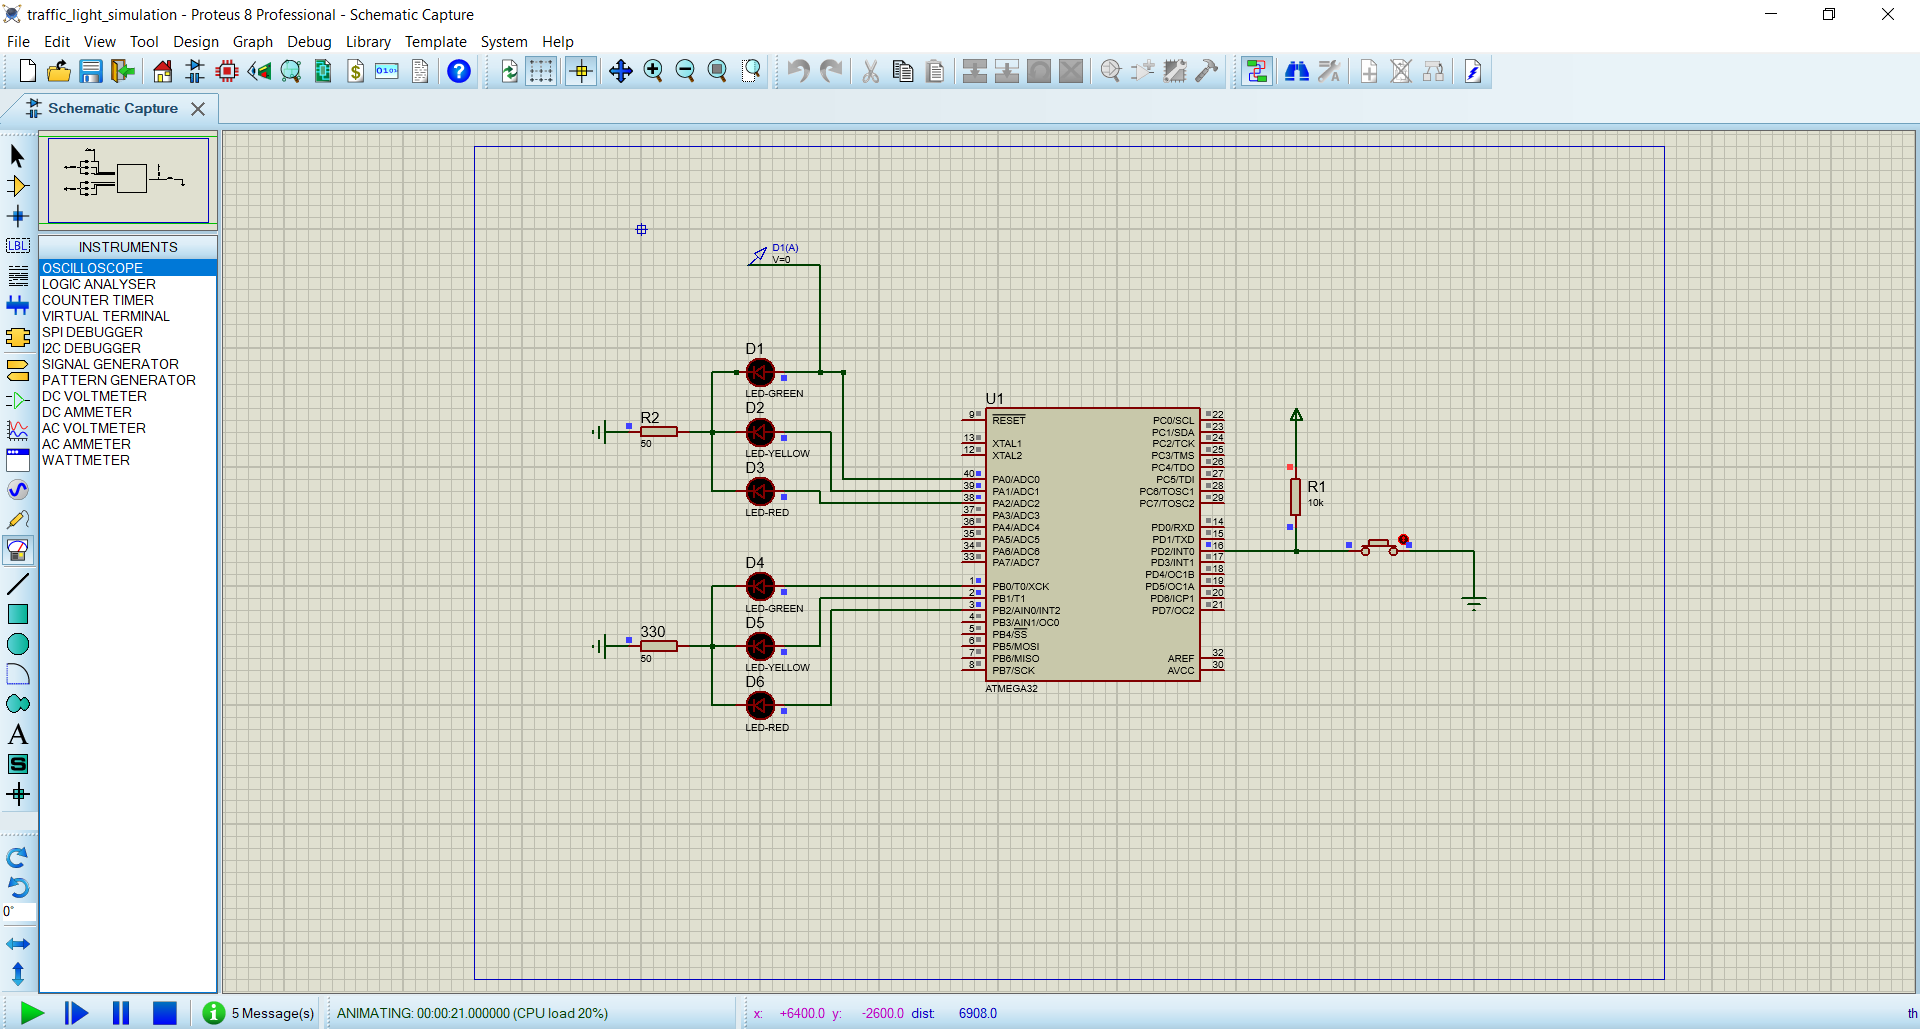 traffic_light_simulation - Proteus 8 Professional - Schematic Capture
File Edit View Tool Design Graph Debug Library Template System Help
Schematic Capture
INSTRUMENTS
OSCILLOSCOPE
LOGIC ANALYSER
COUNTER TIMER
VIRTUAL TERMINAL
SPI DEBUGGER
I2C DEBUGGER
SIGNAL GENERATOR
PATTERN GENERATOR
DC VOLTMETER
DC AMMETER
AC VOLTMETER
AC AMMETER
WATTMETER
LBL
A
S
0°
D1(A)
V=0
D1
LED-GREEN
D2
LED-YELLOW
D3
LED-RED
R2
50
D4
LED-GREEN
D5
LED-YELLOW
D6
LED-RED
330
50
U1
9 RESET
13 XTAL1
12 XTAL2
40 PA0/ADC0
39 PA1/ADC1
38 PA2/ADC2
37 PA3/ADC3
36 PA4/ADC4
35 PA5/ADC5
34 PA6/ADC6
33 PA7/ADC7
1 PB0/T0/XCK
2 PB1/T1
3 PB2/AIN0/INT2
4 PB3/AIN1/OC0
5 PB4/SS
6 PB5/MOSI
7 PB6/MISO
8 PB7/SCK
PC0/SCL 22
PC1/SDA 23
PC2/TCK 24
PC3/TMS 25
PC4/TDO 26
PC5/TDI 27
PC6/TOSC1 28
PC7/TOSC2 29
PD0/RXD 14
PD1/TXD 15
PD2/INT0 16
PD3/INT1 17
PD4/OC1B 18
PD5/OC1A 19
PD6/ICP1 20
PD7/OC2 21
AREF 32
AVCC 30
ATMEGA32
R1
10k
5 Message(s) ANIMATING: 00:00:21.000000 (CPU load 20%) x: +6400.0 y: -2600.0 dist: 6908.0 th